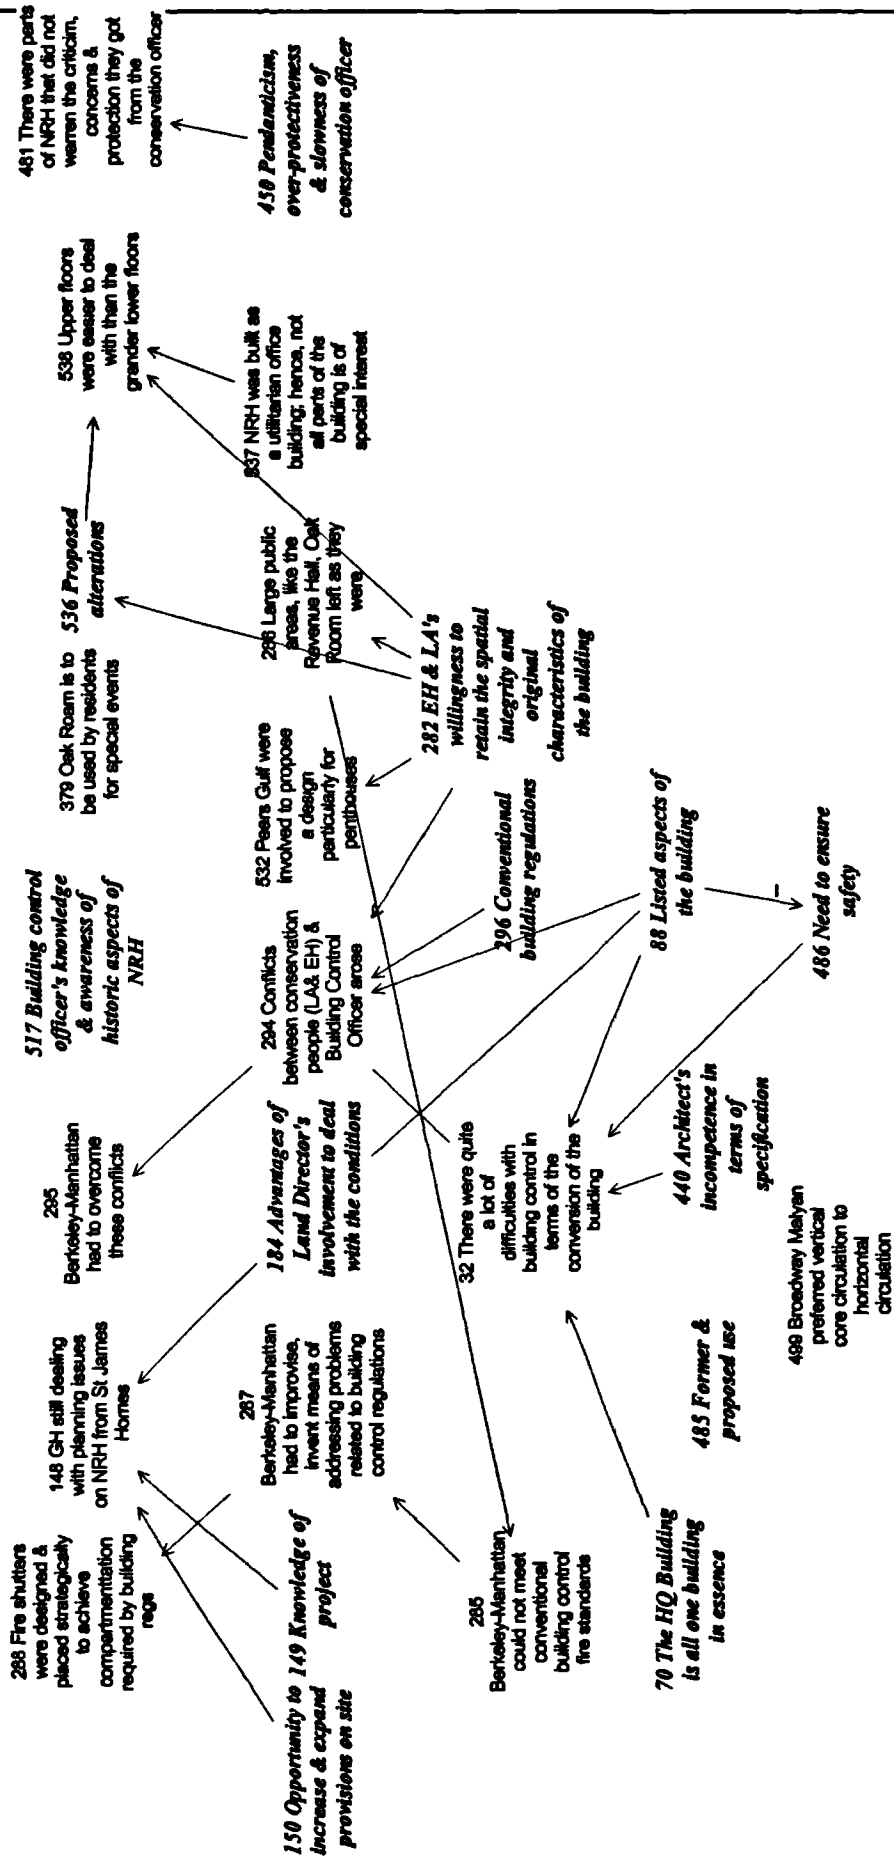 288 Fire shutters
were designed &
placed strategically
to achieve
compartmenttation
required by building
regs
148 GH still dealing
with planning issues
on NRH from St James
Homes
295
Berkeley-Manhattan
had to overcome
these conflicts
517 Building control
officer's knowledge
& awareness of
historic aspects of
NRH
379 Oak Roam is to
be used by residents
for special events
536 Proposed
alterations
538 Upper floors
were easier to deal
with than the
grander lower floors
481 There were parts
of NRH that did not
warren the criticim,
concerns &
protection they got
from the
conservation officer
150 Opportunity to
increase & expand
provisions on site
149 Knowledge of
project
287
Berkeley-Manhattan
had to improvise,
invent means of
addressing problems
related to building
control regulations
184 Advantages of
Land Director's
involvement to deal
with the conditions
294 Conflicts
between conservation
people (LA& EH) &
Building Control
Officer arose
532 Peers Gulf were
involved to propose
a design
particularly for
penthouses
286 Large public
areas, like the
Revenue Hall, Oak
Room left as they
were
537 NRH was built as
a utilitarian office
building; hence, not
all parts of the
building is of
special interest
450 Pendanticism,
over-protectiveness
& slowness of
conservation officer
285
Berkeley-Manhattan
could not meet
conventional
building control
fire standards
32 There were quite
a lot of
difficulties with
building control in
terms of the
conversion of the
building
296 Conventional
building regulations
282 EH & LA's
willingness to
retain the spatial
integrity and
original
characteristics of
the building
70 The HQ Building
is all one building
in essence
485 Former &
proposed use
440 Architect's
incompetence in
terms of
specification
88 Listed aspects of
the building
–
486 Need to ensure
safety
499 Broadway Malyan
preferred vertical
core circulation to
horizontal
circulation